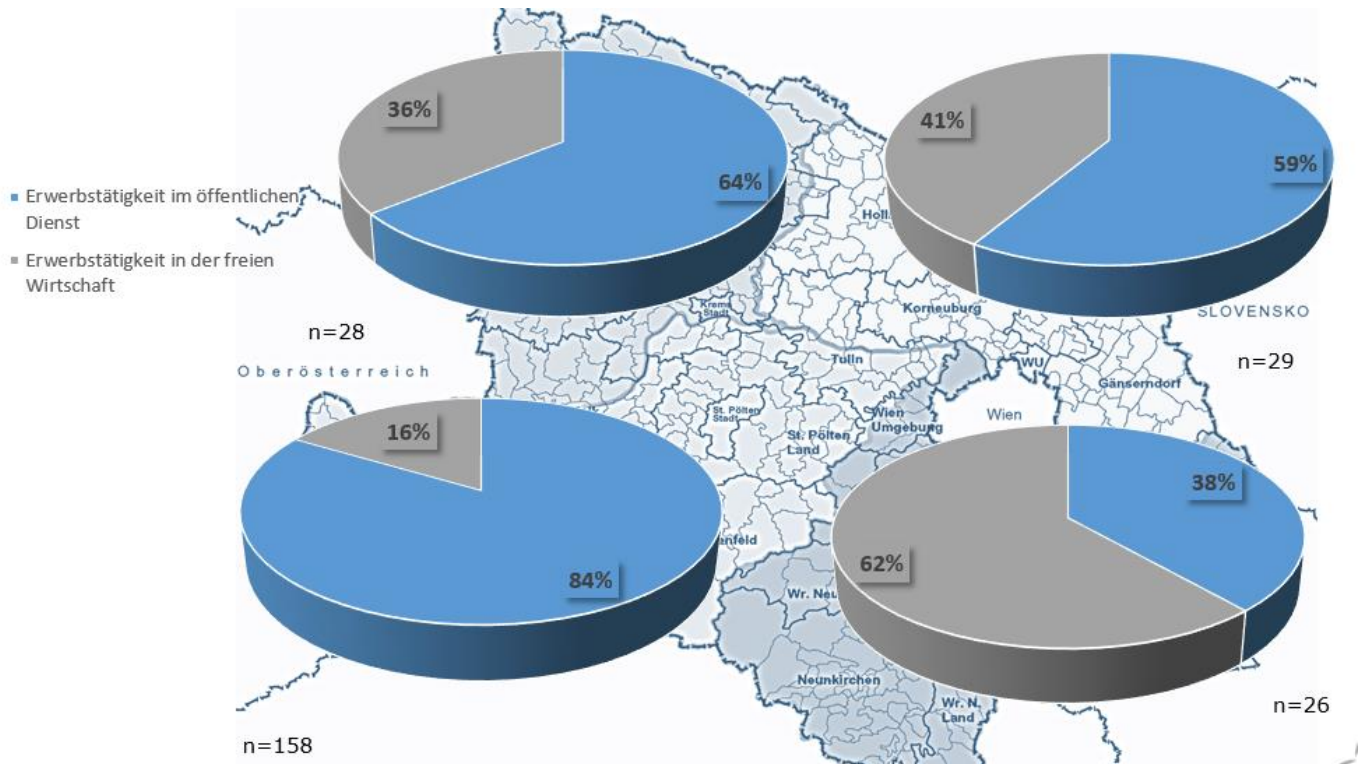 36%
64%
41%
59%
Erwerbstätigkeit im öffentlichen
Dienst
Erwerbstätigkeit in der freien
Wirtschaft
Holl
Krems
Stadt
Korneuburg
SLOVENSKO
n=28
n=29
Oberösterreich
Tulln
WU
Gänserndorf
St. Pölten
Stadt
Wien
Umgebung
Wien
St. Pölten
Land
16%
38%
84%
62%
enfeld
Wr. Neu
Neunkirchen
Wr. N.
Land
n=26
n=158